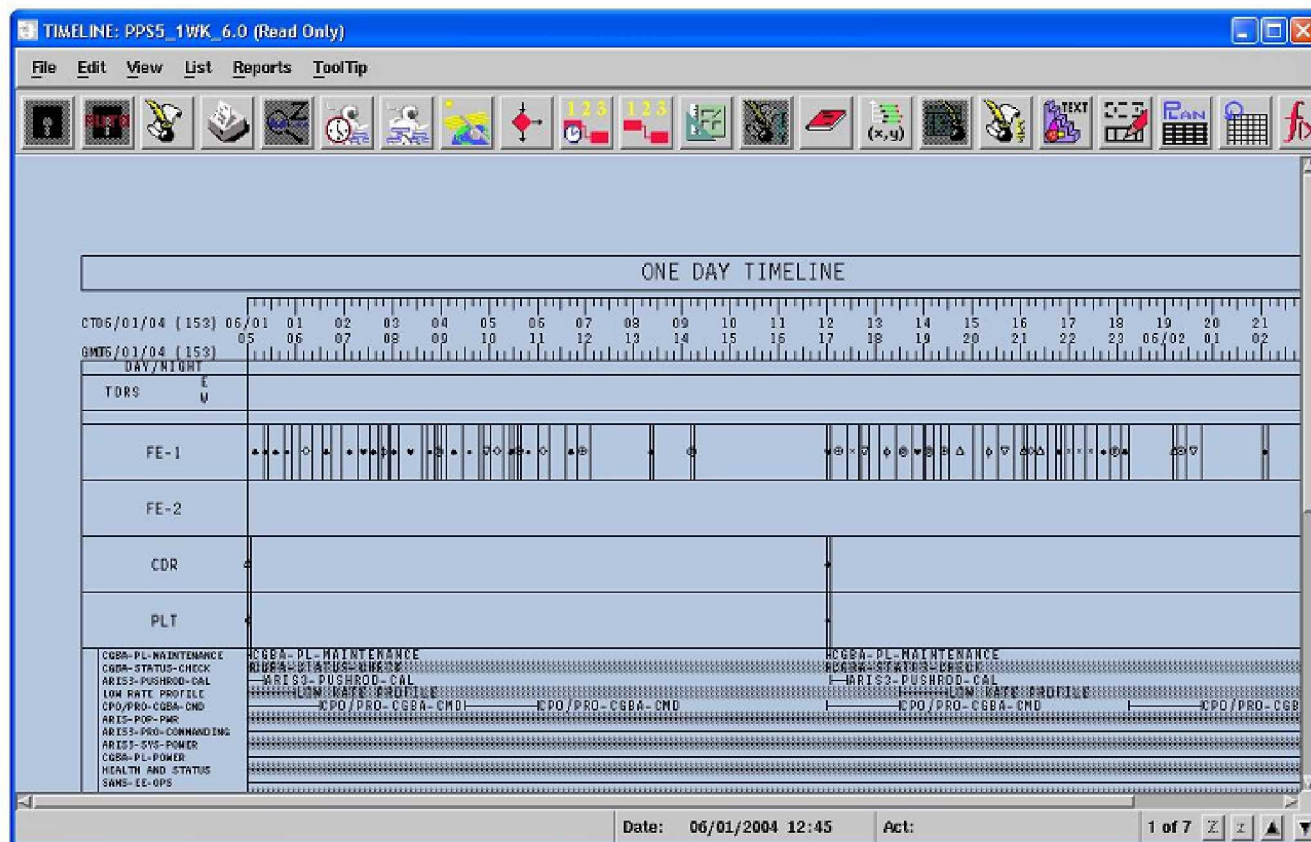 TIMELINE: PPS5_1WK_6.0 (Read Only)
File Edit View List Reports ToolTip
1 2 3 1 2 3 (x,y) TEXT PLAN
ONE DAY TIMELINE
CT06/01/04 (153) 06/01 01 02 03 04 05 06 07 08 09 10 11 12 13 14 15 16 17 18 19 20 21
05 06 07 08 09 10 11 12 13 14 15 16 17 18 19 20 21 22 23 06/02 01 02
/01/04 (153)
DAY/NIGHT
TDRS E
W
FE-1
FE-2
CDR
PLT
CGBA-PL-MAINTENANCE CGBA-PL-MAINTENANCE CGBA-PL-MAINTENANCE
CGBA-STATUS-CHECK CGBA-STATUS-CHECK CGBA-STATUS-CHECK
ARIS3-PUSHROD-CAL ARIS3-PUSHROD-CAL ARIS3-PUSHROD-CAL
LOW RATE PROFILE LOW RATE PROFILE LOW RATE PROFILE
CPO/PRO-CGBA-CMD CPO/PRO-CGBA-CMD CPO/PRO-CGBA-CMD CPO/PRO-CGBA-CMD CPO/PRO-CGB
ARIS-POP-PWR
ARIS3-PRO-COMMANDING
ARIS3-SYS-POWER
CGBA-PL-POWER
HEALTH AND STATUS
SAMS-EE-OPS
Date: 06/01/2004 12:45 Act: 1 of 7 Z z